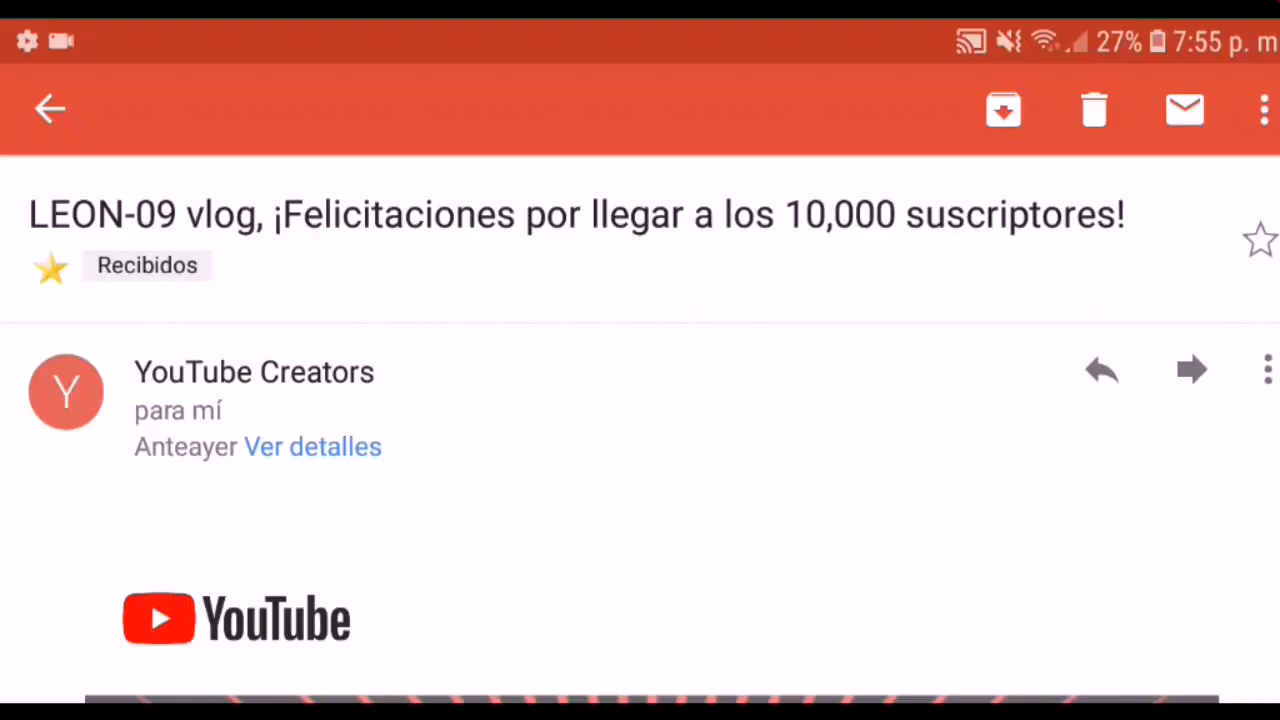 27% 7:55 p. m
LEON-09 vlog, ¡Felicitaciones por llegar a los 10,000 suscriptores!
Recibidos
Y
YouTube Creators
para mí
Anteayer Ver detalles
YouTube